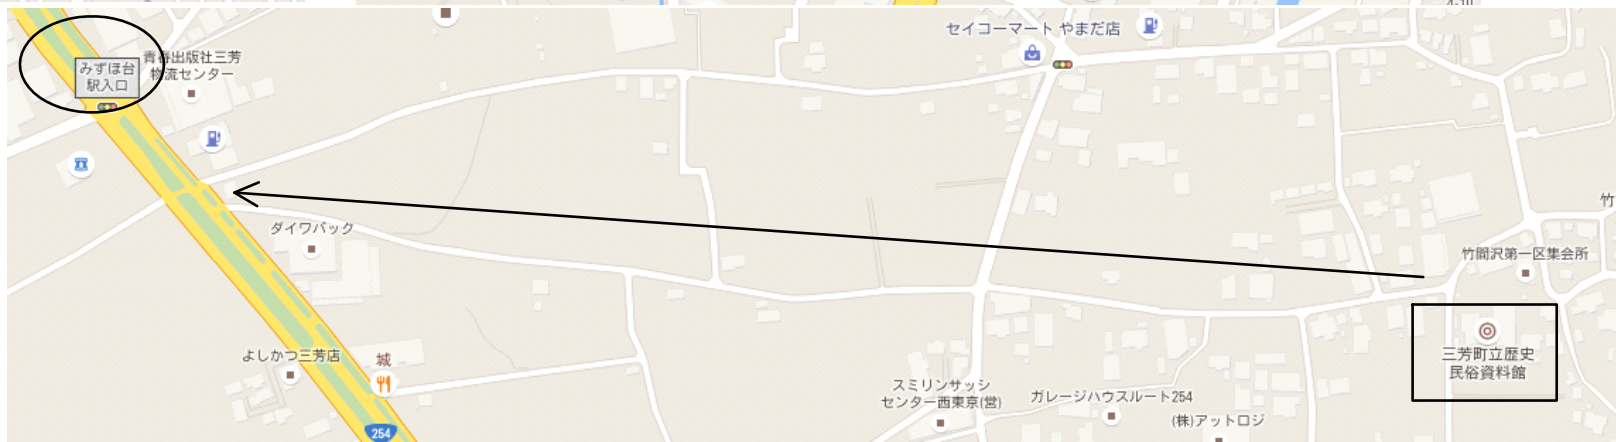 セイコーマート やまだ店
青春出版社三芳
物流センター
みずほ台
駅入口
竹
ダイワパック
竹間沢第一区集会所
よしかつ三芳店
城
三芳町立歴史
民俗資料館
スミリンサッシ
センター西東京(営)
ガレージハウスルート254
(株)アットロジ
254